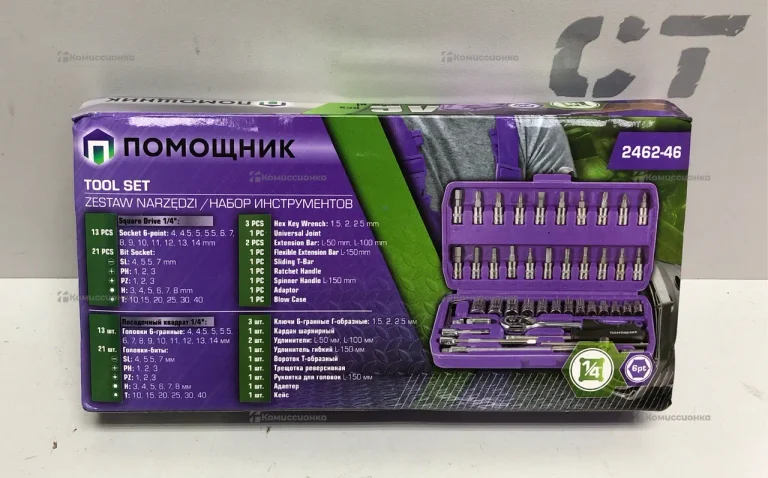 CT
Комиссионка Комиссионка Комиссионка
ПОМОЩНИК
2462-46
TOOL SET
ZESTAW NARZĘDZI / НАБОР ИНСТРУМЕНТОВ
Square Drive 1/4":
13 PCS Socket 6-point: 4, 4.5, 5, 5.5, 6, 7,
8, 9, 10, 11, 12, 13, 14 mm
21 PCS Bit Socket:
SL: 4, 5.5, 7 mm
PH: 1, 2, 3
PZ: 1, 2, 3
H: 3, 4, 5, 6, 7, 8 mm
T: 10, 15, 20, 25, 30, 40
3 PCS Hex Key Wrench: 1.5, 2, 2.5 mm
1 PC Universal Joint
2 PCS Extension Bar: L-50 mm, L-100 mm
1 PC Flexible Extension Bar L-150mm
1 PC Sliding T-Bar
1 PC Ratchet Handle
1 PC Spinner Handle L-150 mm
1 PC Adaptor
1 PC Blow Case
Посадочный квадрат 1/4":
13 шт. Головки 6-гранные: 4, 4.5, 5, 5.5,
6, 7, 8, 9, 10, 11, 12, 13, 14 мм
21 шт. Головки-биты:
SL: 4, 5.5, 7 мм
PH: 1, 2, 3
PZ: 1, 2, 3
H: 3, 4, 5, 6, 7, 8 мм
T: 10, 15, 20, 25, 30, 40
3 шт. Ключи 6-гранные Г-образные: 1.5, 2, 2.5 мм
1 шт. Кардан шарнирный
2 шт. Удлинители: L-50 мм, L-100 мм
1 шт. Удлинитель гибкий L-150 мм
1 шт. Вороток Т-образный
1 шт. Трещотка реверсионная
1 шт. Рукоятка для головок L-150 мм
1 шт. Адаптер
1 шт. Кейс
1/4"
6pt
Комиссионка Комиссионка Комиссионка